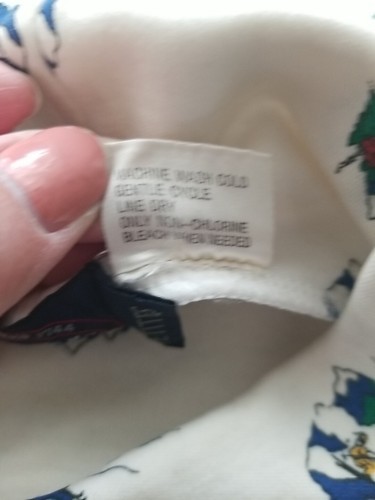 MACHINE WASH COLD
GENTLE CYCLE
LINE DRY
ONLY NON-CHLORINE
BLEACH WHEN NEEDED